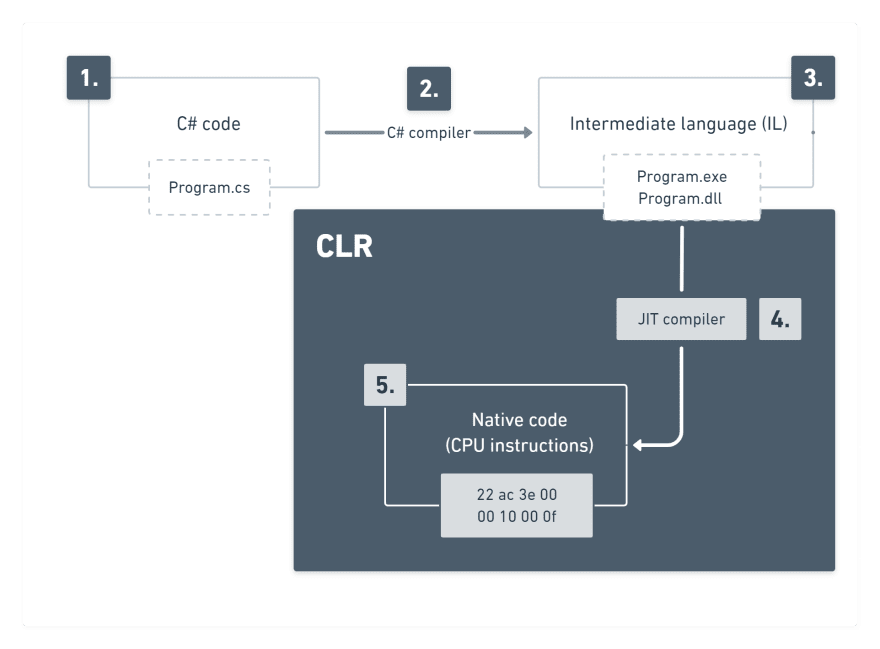 1.
C# code
Program.cs
2.
C# compiler
3.
Intermediate language (IL)
Program.exe
Program.dll
CLR
JIT compiler
4.
5.
Native code
(CPU instructions)
22 ac 3e 00
00 10 00 0f